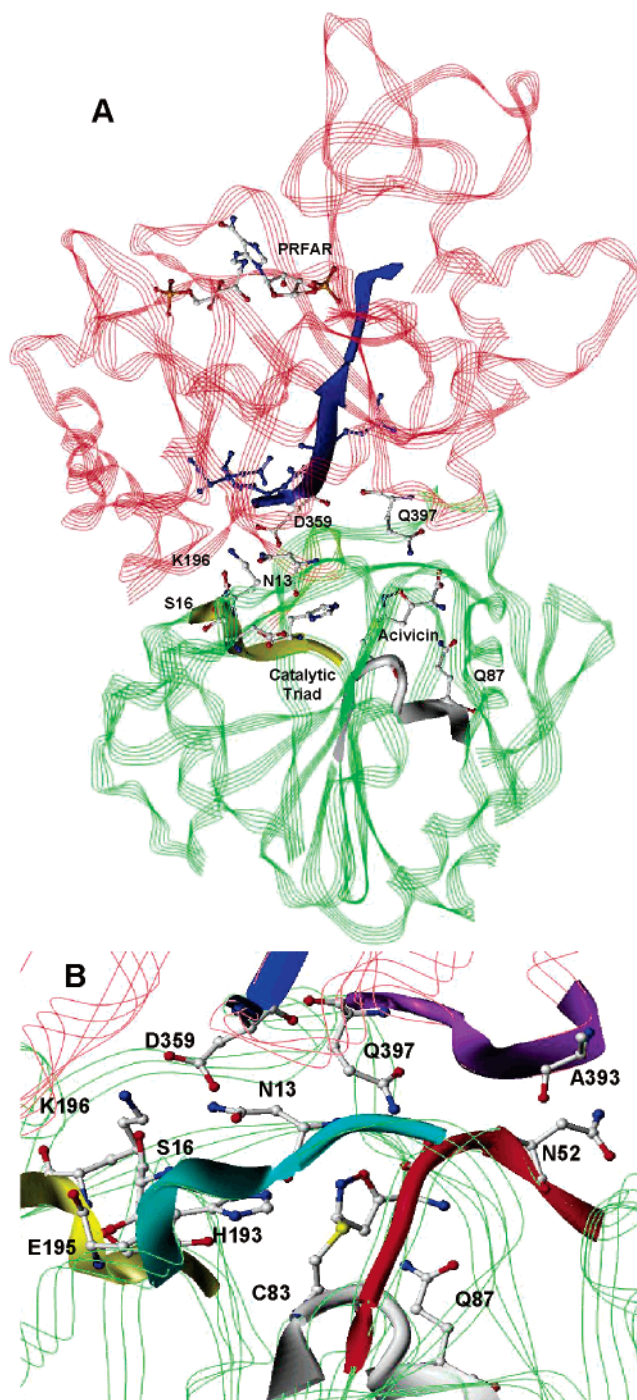 A
PRFAR
D359
Q397
K196
N13
S16
Acivicin
Catalytic
Triad
Q87
B
D359
Q397
A393
N13
K196
S16
N52
H193
E195
C83
Q87